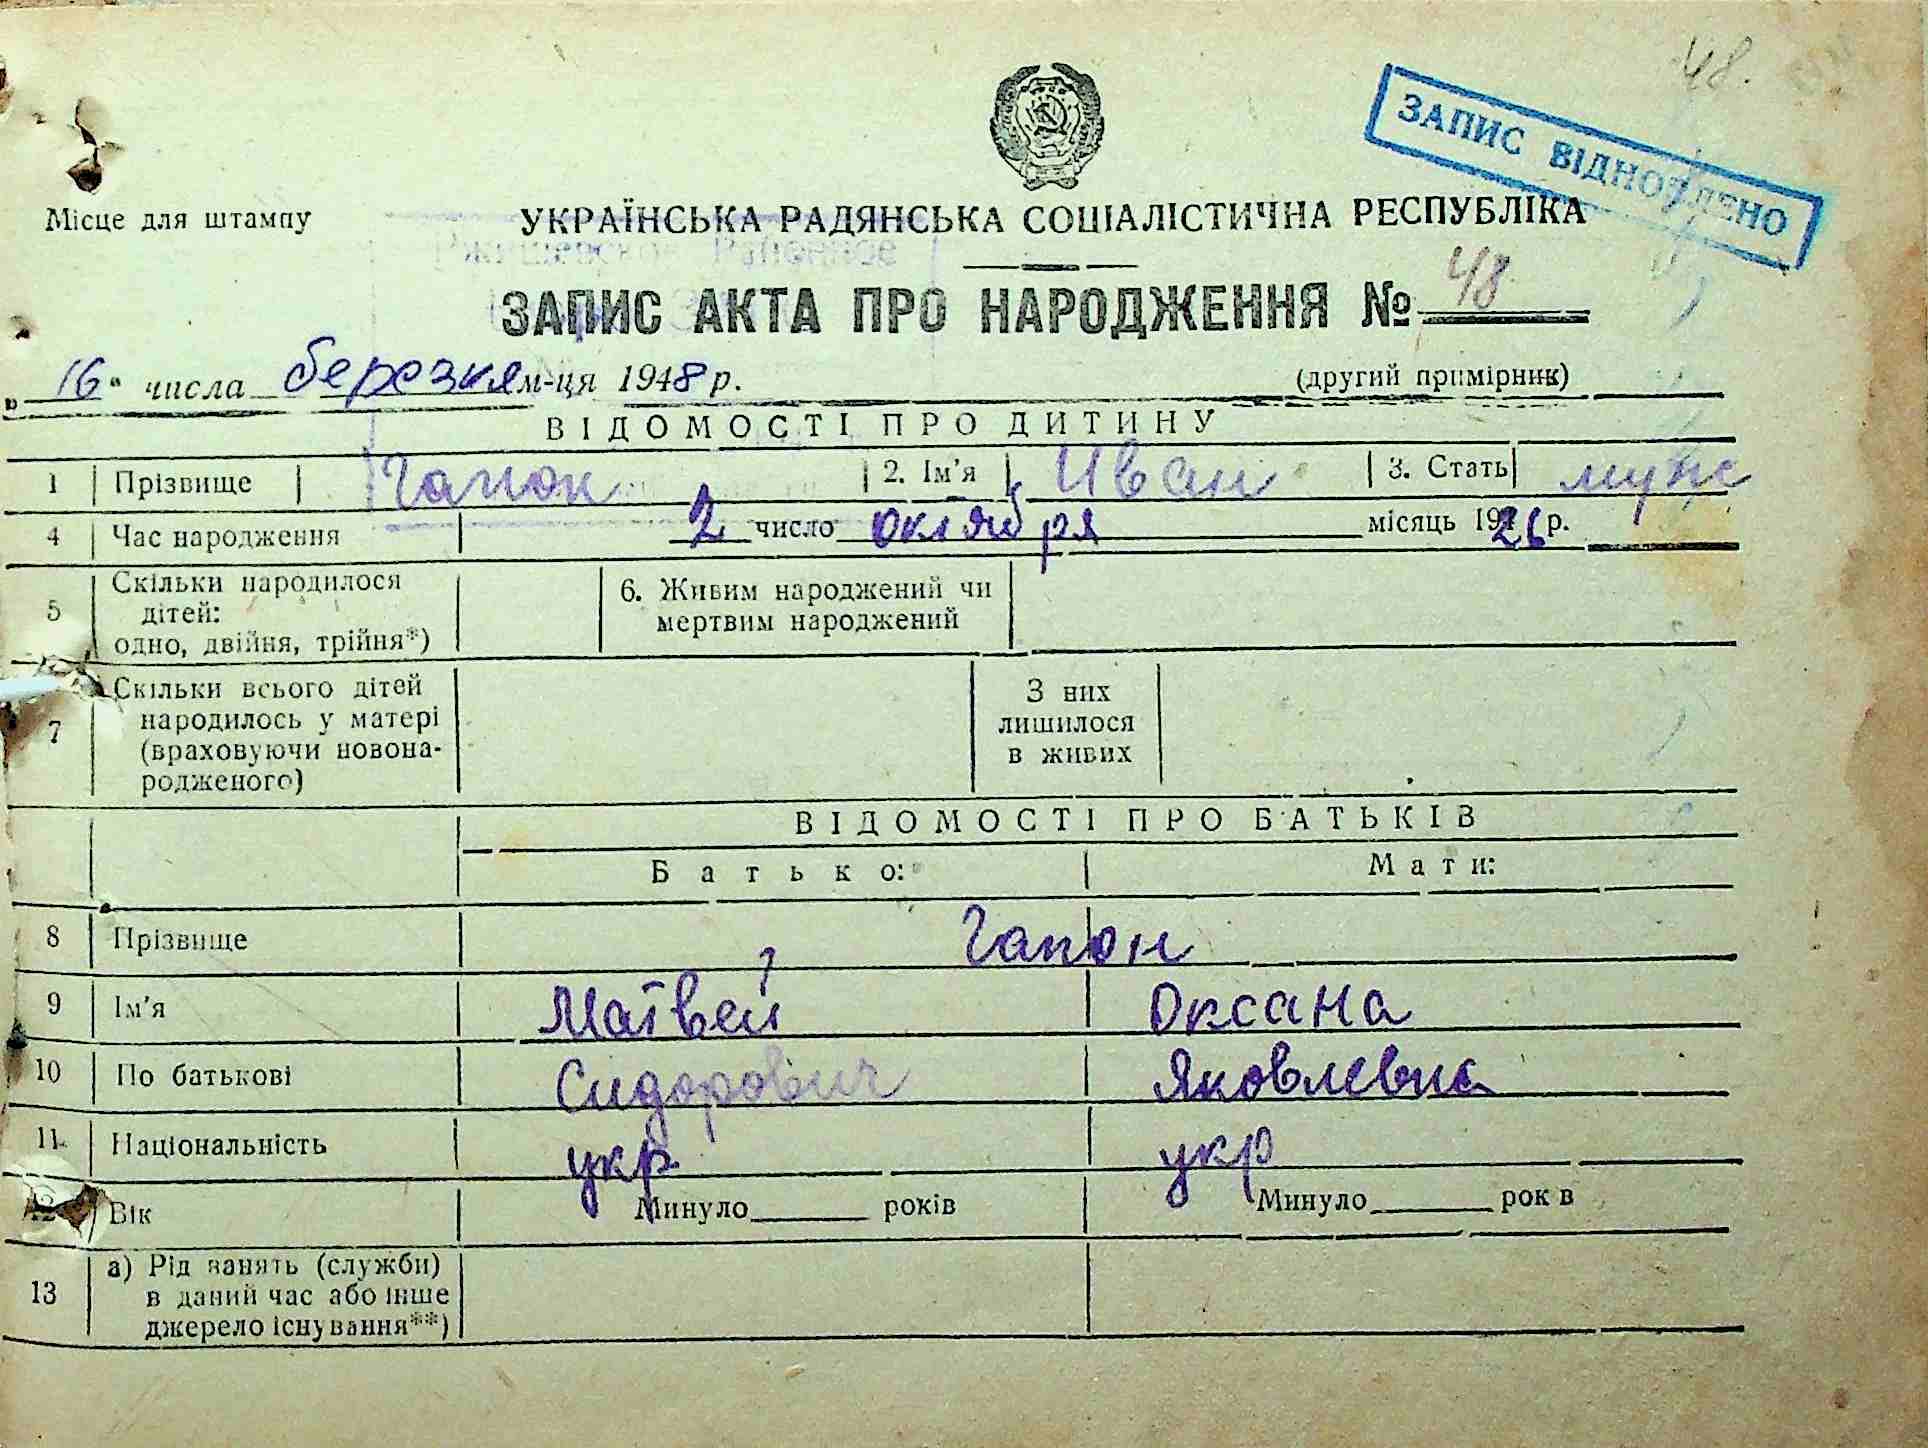 48.
ЗАПИС ВІДНОВЛЕНО
Місце для штампу
УКРАЇНСЬКА РАДЯНСЬКА СОЦІАЛІСТИЧНА РЕСПУБЛІКА
Ржищевское Районное
ЗАПИС АКТА ПРО НАРОДЖЕННЯ № 48.
„16" числа березня м-ця 1948 р. (другий примірник)
ВІДОМОСТІ ПРО ДИТИНУ
1 Прізвище Гапон 2. Ім'я Иван 3. Стать муж
4 Час народження 2 число октября місяць 1926 р.
5 Скільки народилося дітей: одно, двійня, трійня*) 6. Живим народжений чи мертвим народжений
7 Скільки всього дітей народилось у матері (враховуючи новонародженого) З них лишилося в живих
ВІДОМОСТІ ПРО БАТЬКІВ
Батько: Мати:
8 Прізвище Гапон
9 Ім'я Матвей Оксана
10 По батькові Сидорович Яковлевна
11 Національність укр укр
12 Вік Минуло років Минуло рок в
13 а) Рід занять (служби) в даний час або інше джерело існування**)